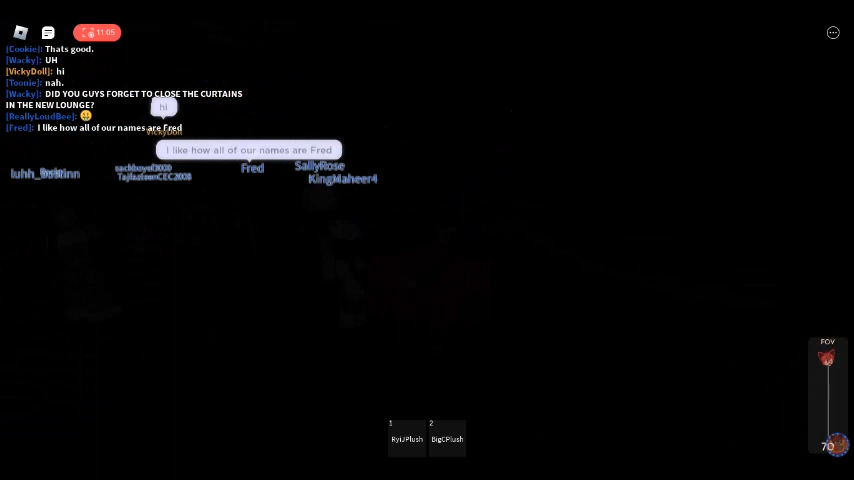 11:05
[Cookie]: Thats good.
[Wacky]: UH
[VickyDoll]: hi
[Toonie]: nah.
[Wacky]: DID YOU GUYS FORGET TO CLOSE THE CURTAINS
IN THE NEW LOUNGE?
[ReallyLoudBee]: 😃
[Fred]: I like how all of our names are Fred
hi
VickyDoll
I like how all of our names are Fred
Fred
SallyRose
KingMaheer4
FOV
70
1
RyiJPlush
2
BigCPlush